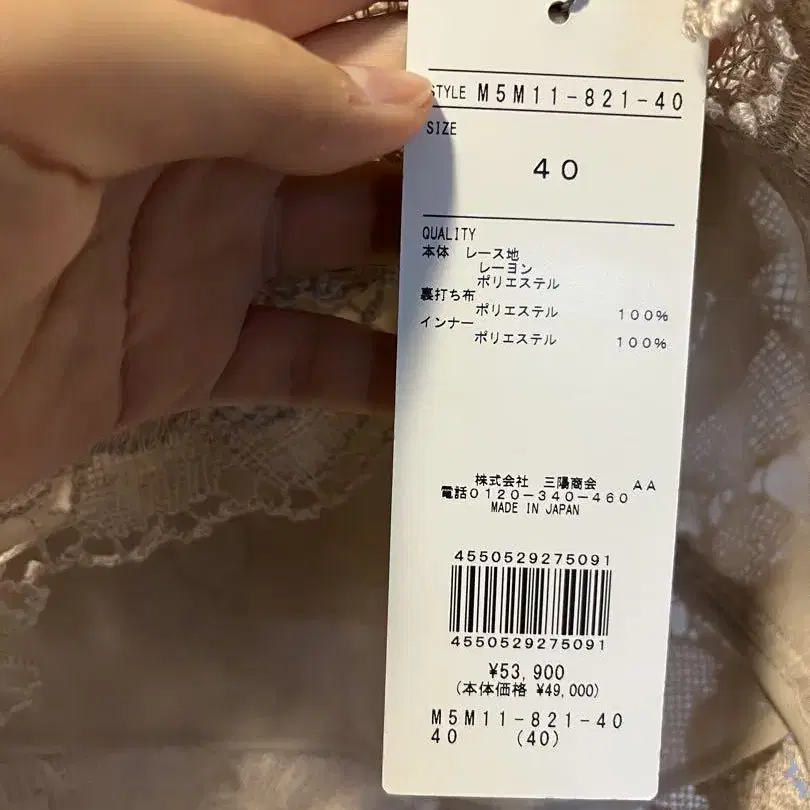 STYLE M5M11-821-40
SIZE
40
QUALITY
本体 レース地
レーヨン
ポリエステル
裏打ち布
ポリエステル 100%
インナー
ポリエステル 100%
株式会社 三陽商会 AA
電話0120-340-460
MADE IN JAPAN
4550529275091
4550529275091
¥53,900
(本体価格 ¥49,000)
M5M11-821-40
40 (40)